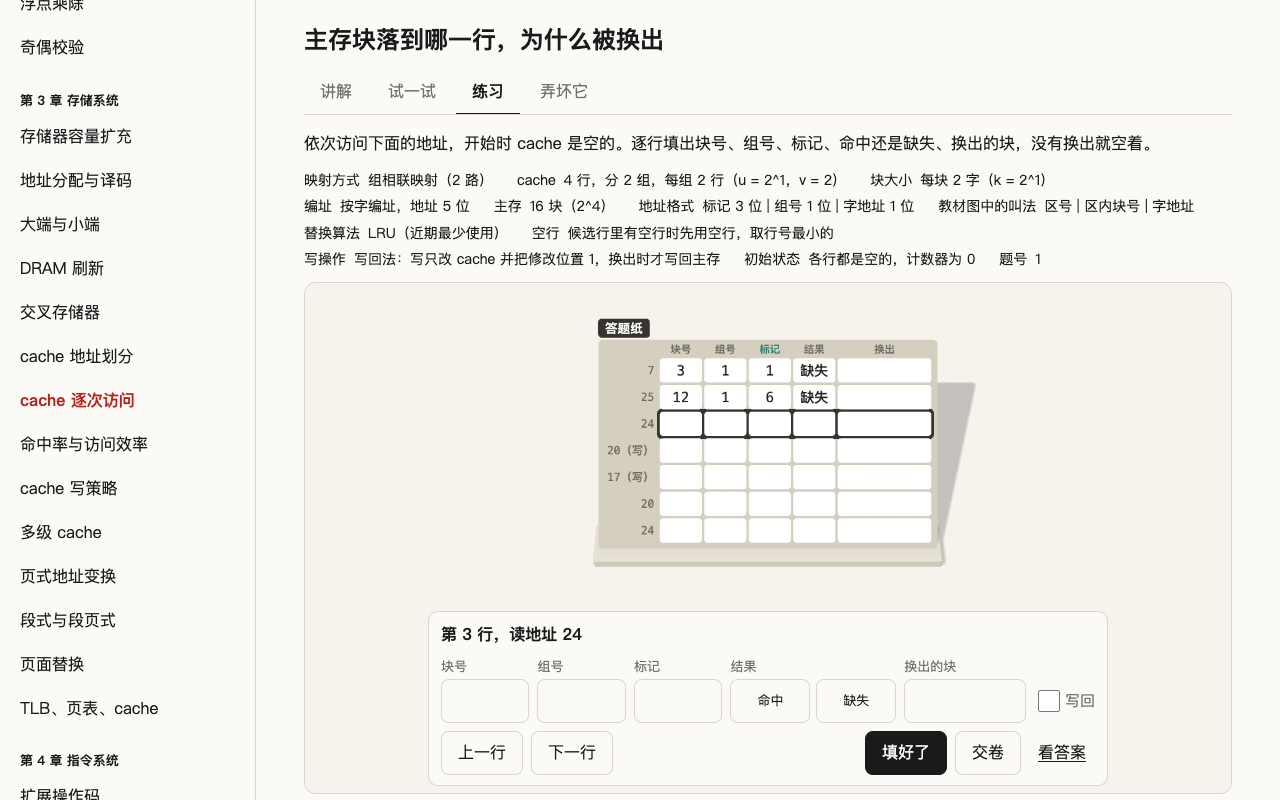 浮点乘除
奇偶校验
第 3 章 存储系统
存储器容量扩充
地址分配与译码
大端与小端
DRAM 刷新
交叉存储器
cache 地址划分
cache 逐次访问
命中率与访问效率
cache 写策略
多级 cache
页式地址变换
段式与段页式
页面替换
TLB、页表、cache
第 4 章 指令系统
扩展操作码
主存块落到哪一行，为什么被换出
讲解 试一试 练习 弄坏它
依次访问下面的地址，开始时 cache 是空的。逐行填出块号、组号、标记、命中还是缺失、换出的块，没有换出就空着。
映射方式 组相联映射（2 路） cache 4 行，分 2 组，每组 2 行（u = 2^1，v = 2） 块大小 每块 2 字（k = 2^1）
编址 按字编址，地址 5 位 主存 16 块（2^4） 地址格式 标记 3 位 | 组号 1 位 | 字地址 1 位 教材图中的叫法 区号 | 区内块号 | 字地址
替换算法 LRU（近期最少使用） 空行 候选行里有空行时先用空行，取行号最小的
写操作 写回法：写只改 cache 并把修改位置 1，换出时才写回主存 初始状态 各行都是空的，计数器为 0 题号 1
答题纸
块号 组号 标记 结果 换出
7 3 1 1 缺失
25 12 1 6 缺失
24
20 (写)
17 (写)
20
24
第 3 行，读地址 24
块号 组号 标记 结果 换出的块
命中 缺失 写回
上一行 下一行 填好了 交卷 看答案